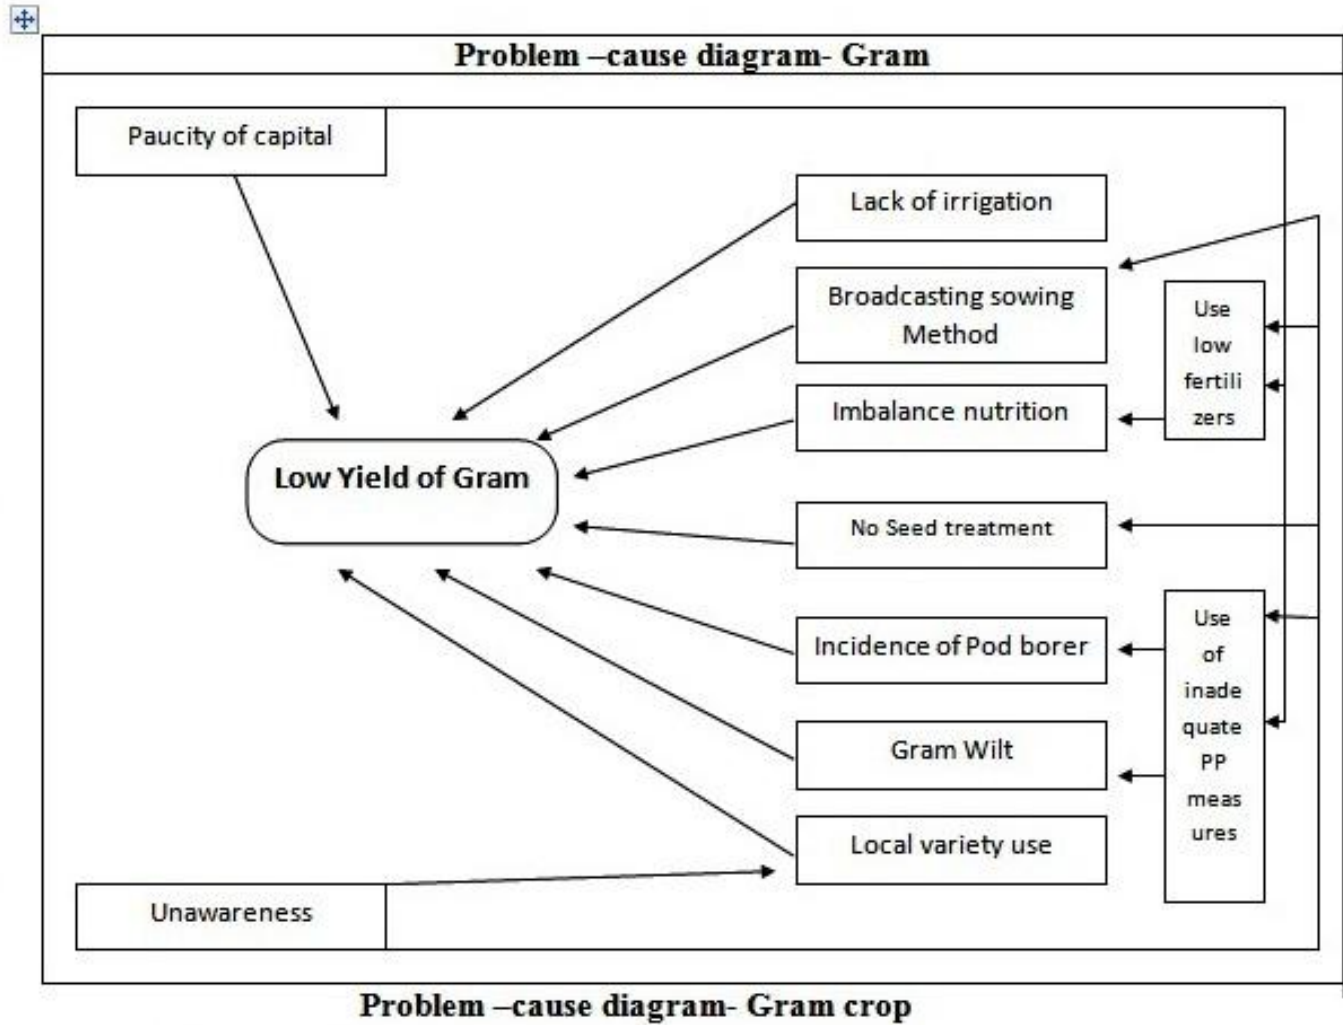 Problem –cause diagram- Gram
Paucity of capital
Lack of irrigation
Broadcasting sowing
Method
Use
low
fertili
zers
Imbalance nutrition
Low Yield of Gram
No Seed treatment
Incidence of Pod borer
Use
of
inade
quate
PP
meas
ures
Gram Wilt
Local variety use
Unawareness
Problem –cause diagram- Gram crop